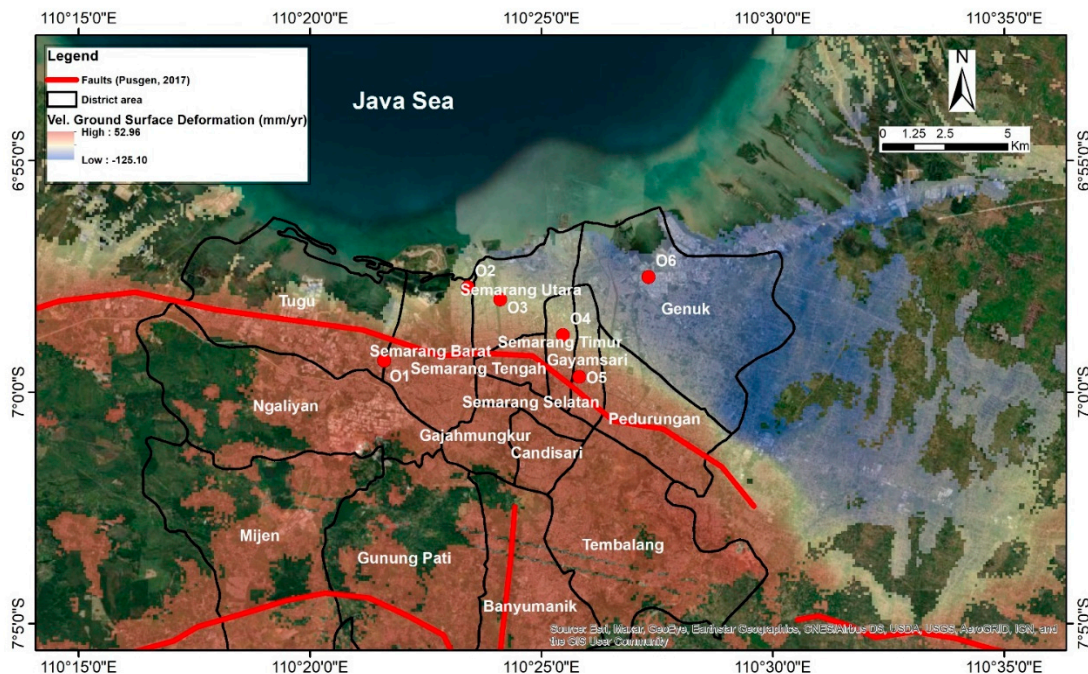 110°15'0"E
110°20'0"E
110°25'0"E
110°30'0"E
110°35'0"E
Legend
Faults (Pusgen, 2017)
District area
Vel. Ground Surface Deformation (mm/yr)
High : 52.96
Low : -125.10
Java Sea
N
0 1.25 2.5 5
Km
6°55'0"S
6°55'0"S
O2
O6
Semarang Utara
Tugu
O3
Genuk
O4
Semarang Timur
Semarang Barat
Gayamsari
O1
Semarang Tengah
O5
7°0'0"S
7°0'0"S
Ngaliyan
Semarang Selatan
Pedurungan
Gajahmungkur
Candisari
Mijen
Gunung Pati
Tembalang
Banyumanik
Source: Esri, Maxar, GeoEye, Earthstar Geographics, CNES/Airbus DS, USDA, USGS, AeroGRID, IGN, and
the GIS User Community
7°5'0"S
7°5'0"S
110°15'0"E
110°20'0"E
110°25'0"E
110°30'0"E
110°35'0"E